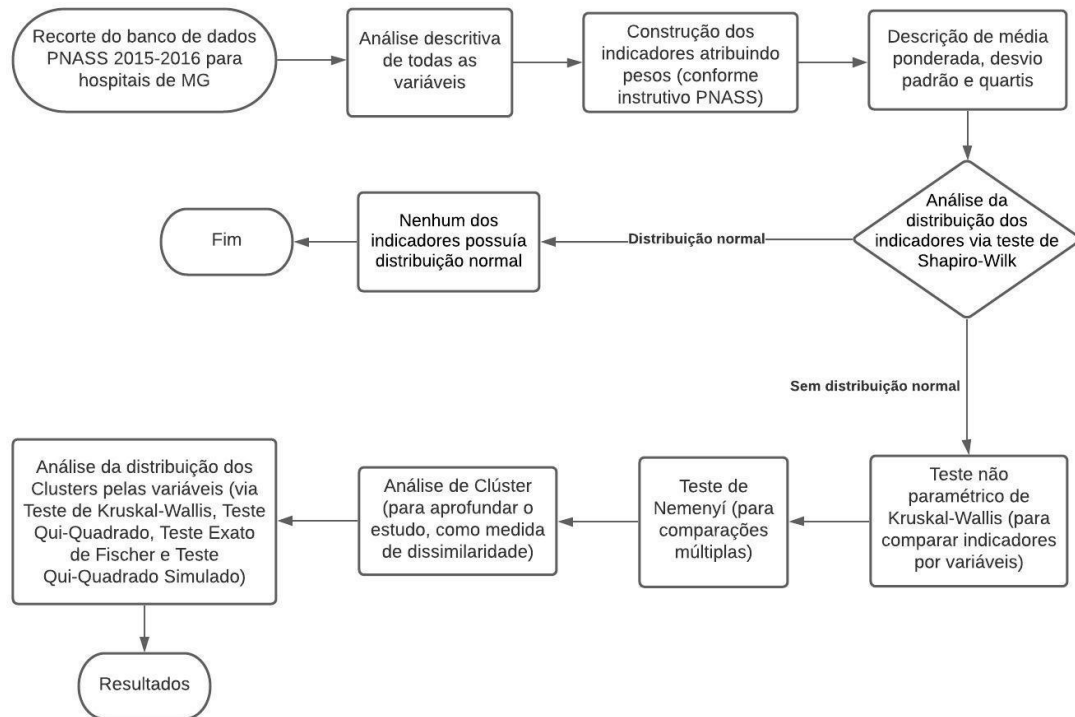 Recorte do banco de dados
PNASS 2015-2016 para
hospitais de MG
Análise descritiva
de todas as
variáveis
Construção dos
indicadores atribuindo
pesos (conforme
instrutivo PNASS)
Descrição de média
ponderada, desvio
padrão e quartis
Análise da
distribuição dos
indicadores via teste de
Shapiro-Wilk
Distribuição normal
Nenhum dos
indicadores possuía
distribuição normal
Fim
Sem distribuição normal
Teste não
paramétrico de
Kruskal-Wallis (para
comparar indicadores
por variáveis)
Teste de
Nemenyí (para
comparações
múltiplas)
Análise de Clúster
(para aprofundar o
estudo, como medida
de dissimilaridade)
Análise da distribuição dos
Clusters pelas variáveis (via
Teste de Kruskal-Wallis, Teste
Qui-Quadrado, Teste Exato
de Fischer e Teste
Qui-Quadrado Simulado)
Resultados